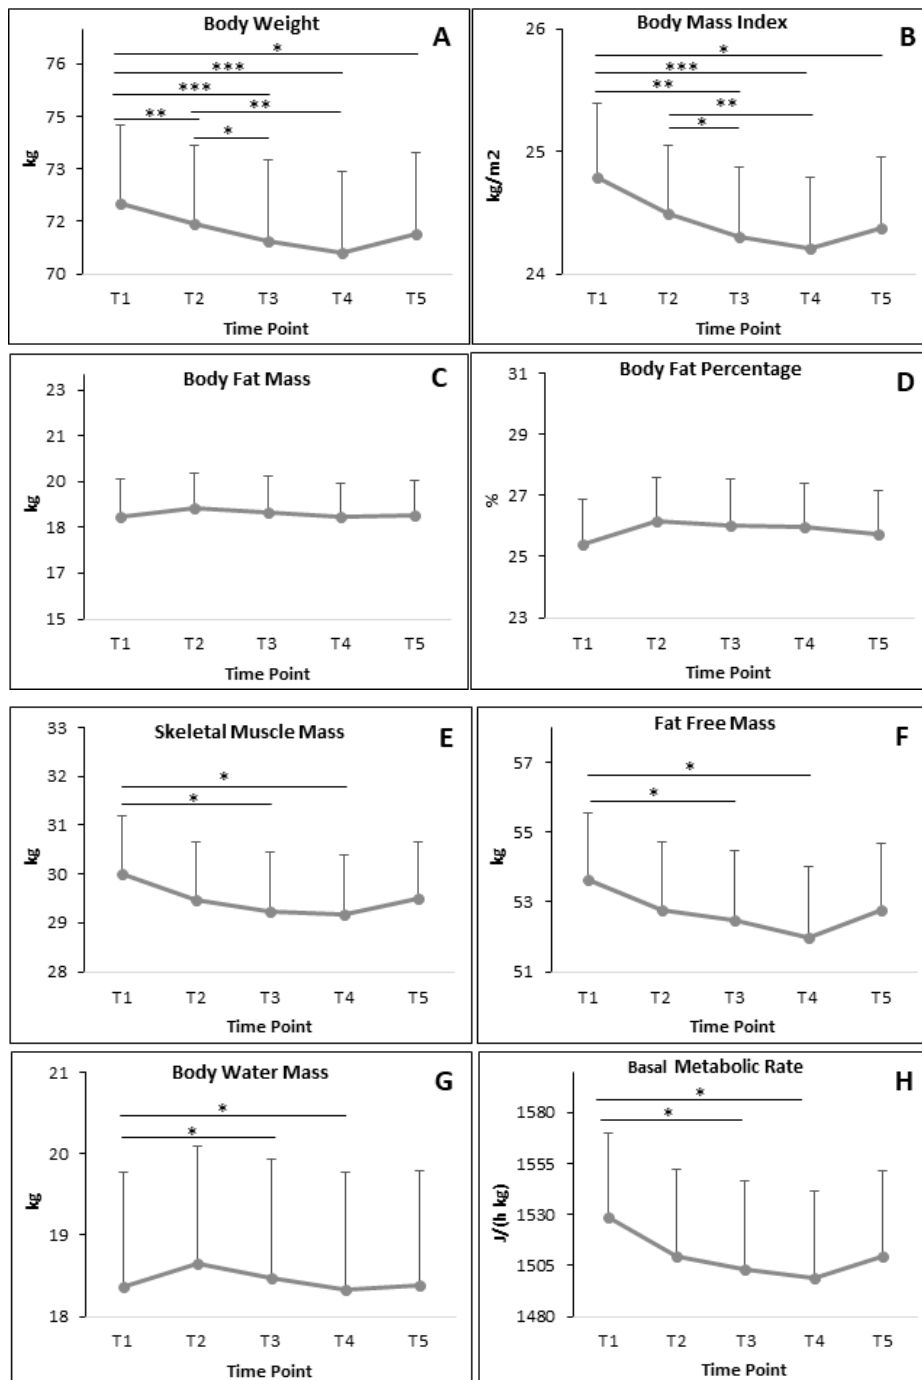 Body Weight
A
76
75
73
72
70
kg
*
***
***
**
**
*
T1 T2 T3 T4 T5
Time Point
Body Mass Index
B
26
25
24
kg/m2
*
***
**
**
*
T1 T2 T3 T4 T5
Time Point
Body Fat Mass
C
23
21
20
18
17
15
kg
T1 T2 T3 T4 T5
Time Point
Body Fat Percentage
D
31
29
27
25
23
%
T1 T2 T3 T4 T5
Time Point
Skeletal Muscle Mass
E
33
32
31
30
29
28
kg
*
*
T1 T2 T3 T4 T5
Time Point
Fat Free Mass
F
57
55
53
51
kg
*
*
T1 T2 T3 T4 T5
Time Point
Body Water Mass
G
21
20
19
18
kg
*
*
T1 T2 T3 T4 T5
Time Point
Basal Metabolic Rate
H
1580
1555
1530
1505
1480
J/(h kg)
*
*
T1 T2 T3 T4 T5
Time Point